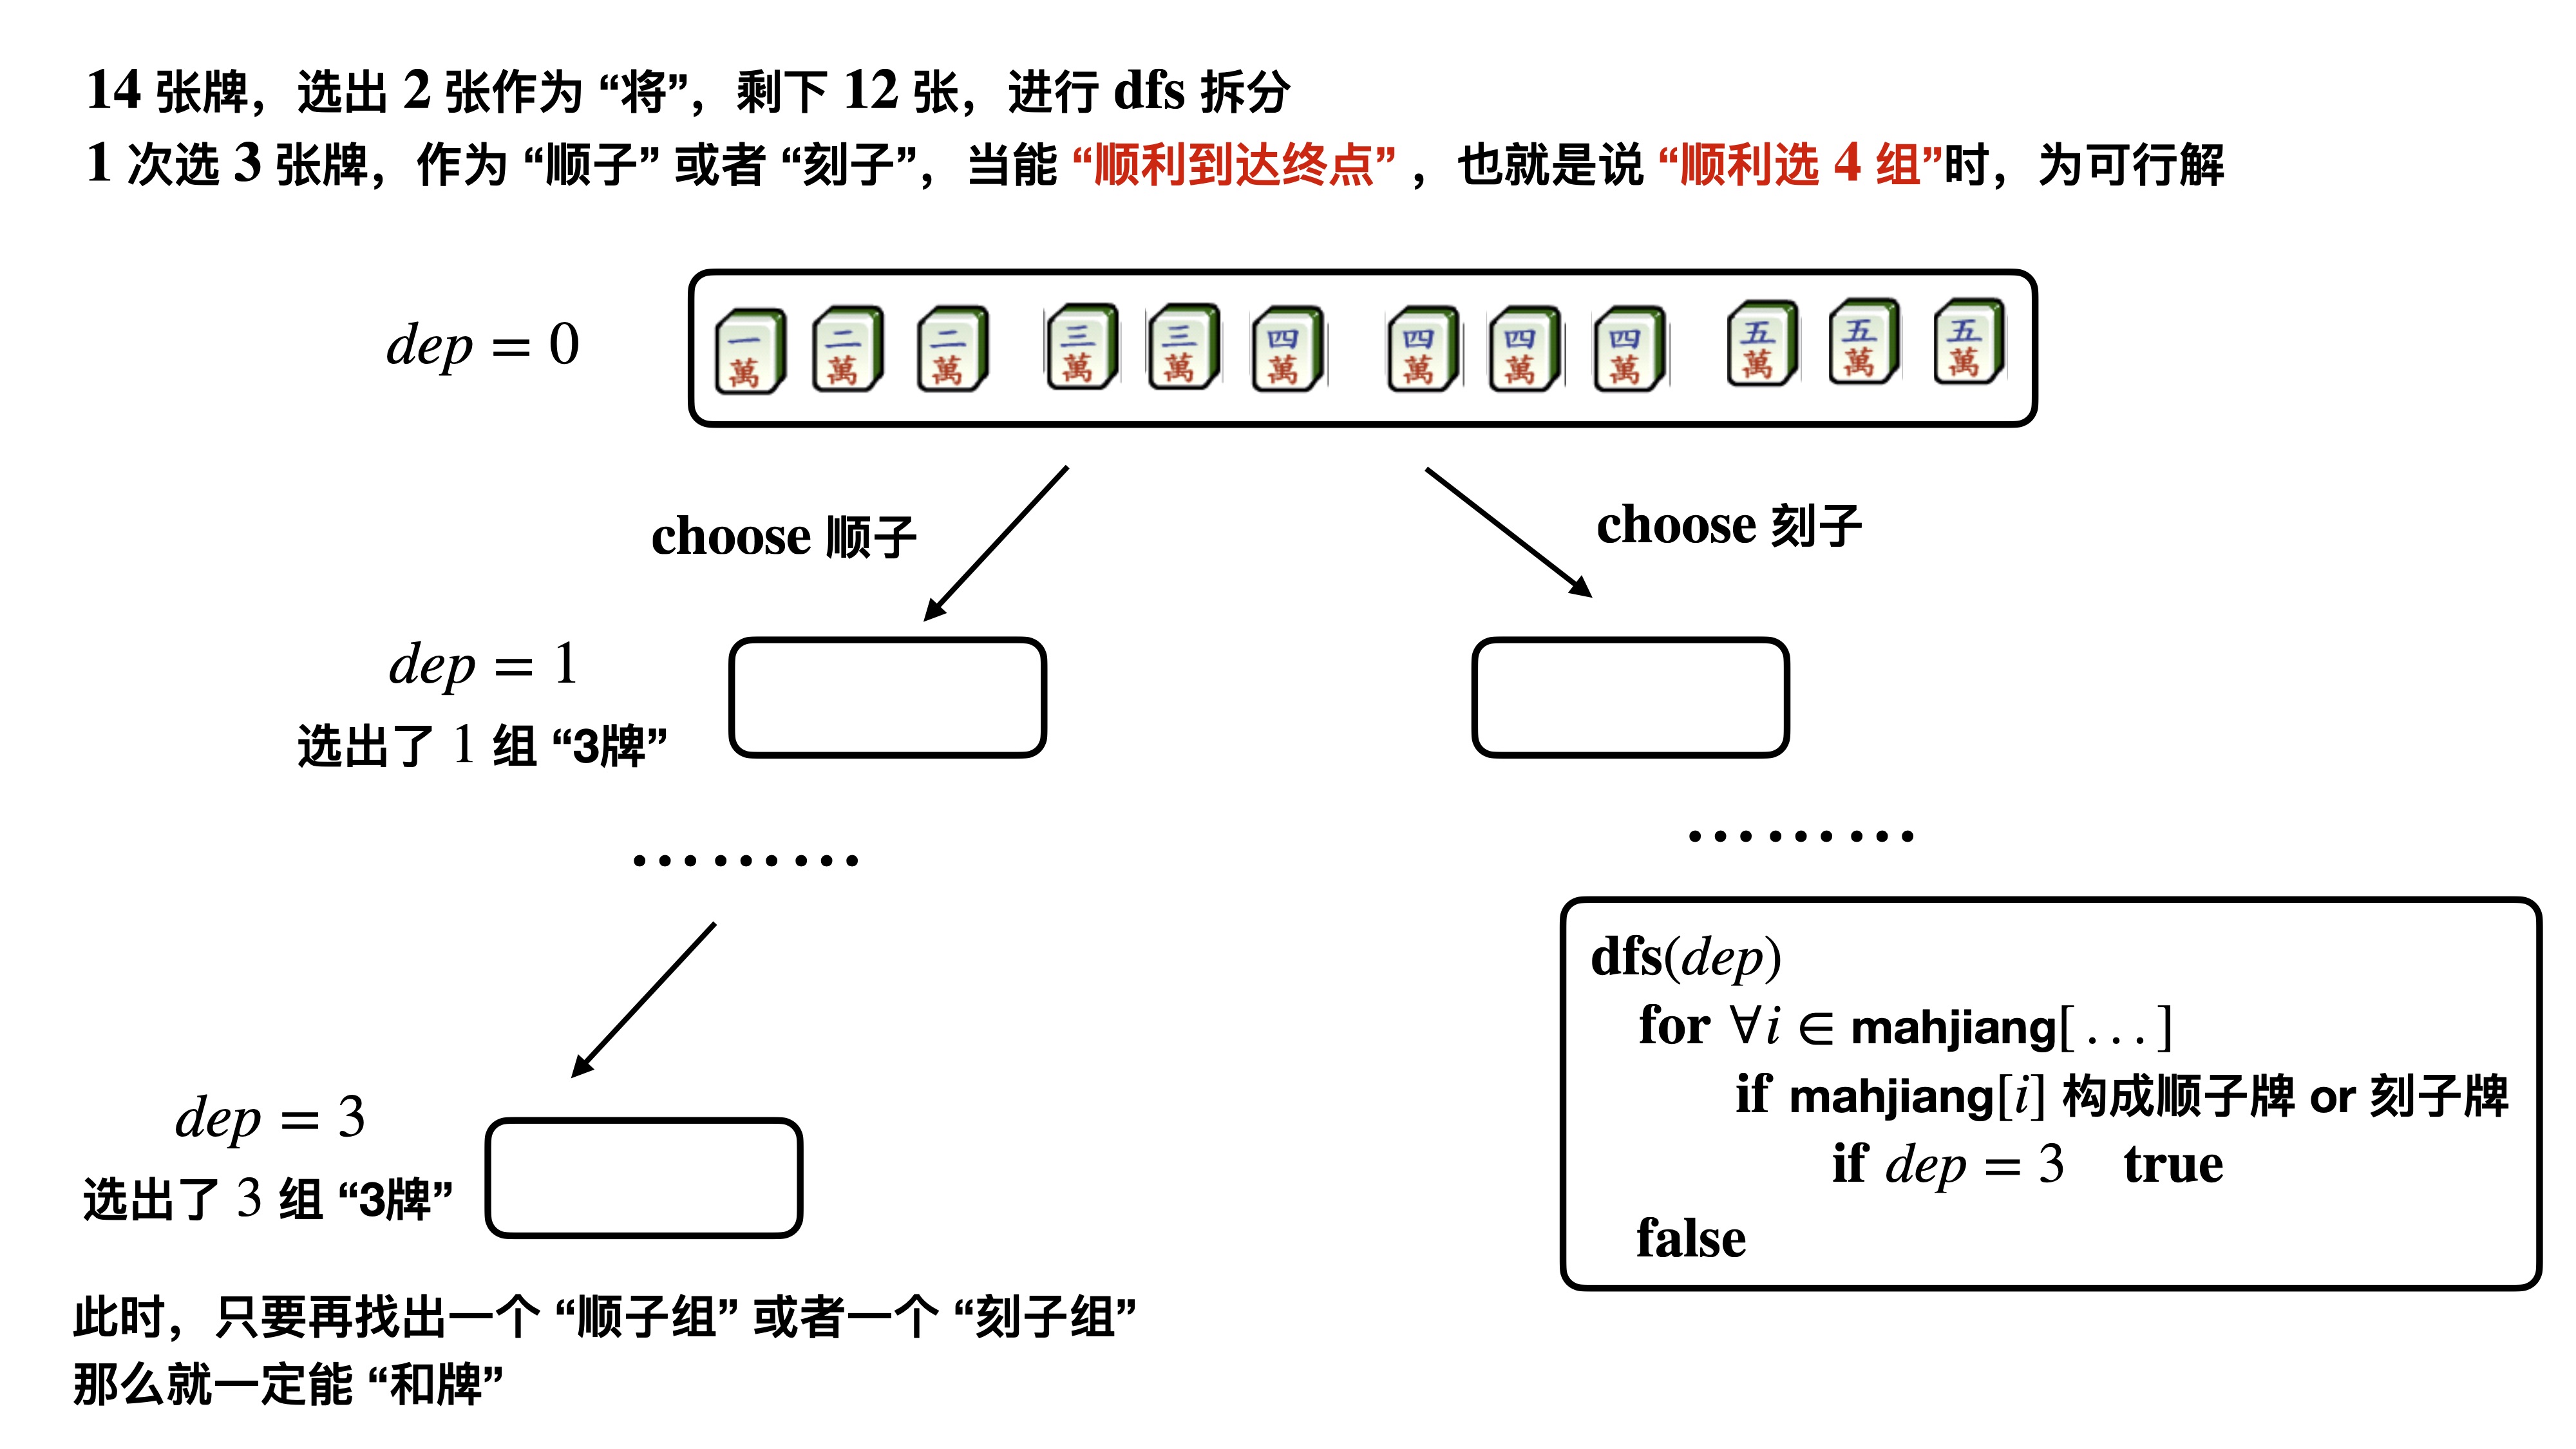 14 张牌，选出 2 张作为 “将”，剩下 12 张，进行 dfs 拆分
1 次选 3 张牌，作为 “顺子” 或者 “刻子”，当能 “顺利到达终点” ，也就是说 “顺利选 4 组”时，为可行解
dep = 0
一萬 二萬 二萬 三萬 三萬 四萬 四萬 四萬 四萬 五萬 五萬 五萬
choose 顺子
choose 刻子
dep = 1
选出了 1 组 “3牌”
………
………
dep = 3
选出了 3 组 “3牌”
此时，只要再找出一个 “顺子组” 或者一个 “刻子组”
那么就一定能 “和牌”
dfs(dep)
for ∀i ∈ mahjiang[...]
if mahjiang[i] 构成顺子牌 or 刻子牌
if dep = 3 true
false